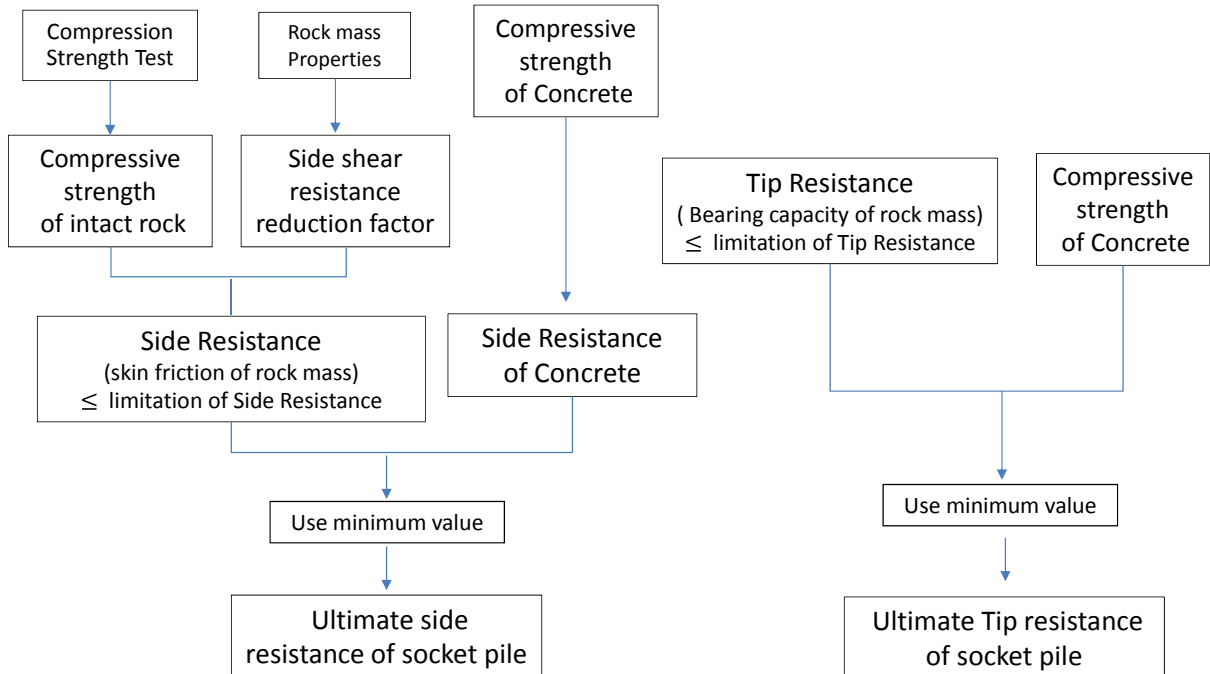 Compression
Strength Test
Rock mass
Properties
Compressive
strength
of Concrete
Compressive
strength
of intact rock
Side shear
resistance
reduction factor
Tip Resistance
( Bearing capacity of rock mass)
≤ limitation of Tip Resistance
Compressive
strength
of Concrete
Side Resistance
(skin friction of rock mass)
≤ limitation of Side Resistance
Side Resistance
of Concrete
Use minimum value
Use minimum value
Ultimate side
resistance of socket pile
Ultimate Tip resistance
of socket pile